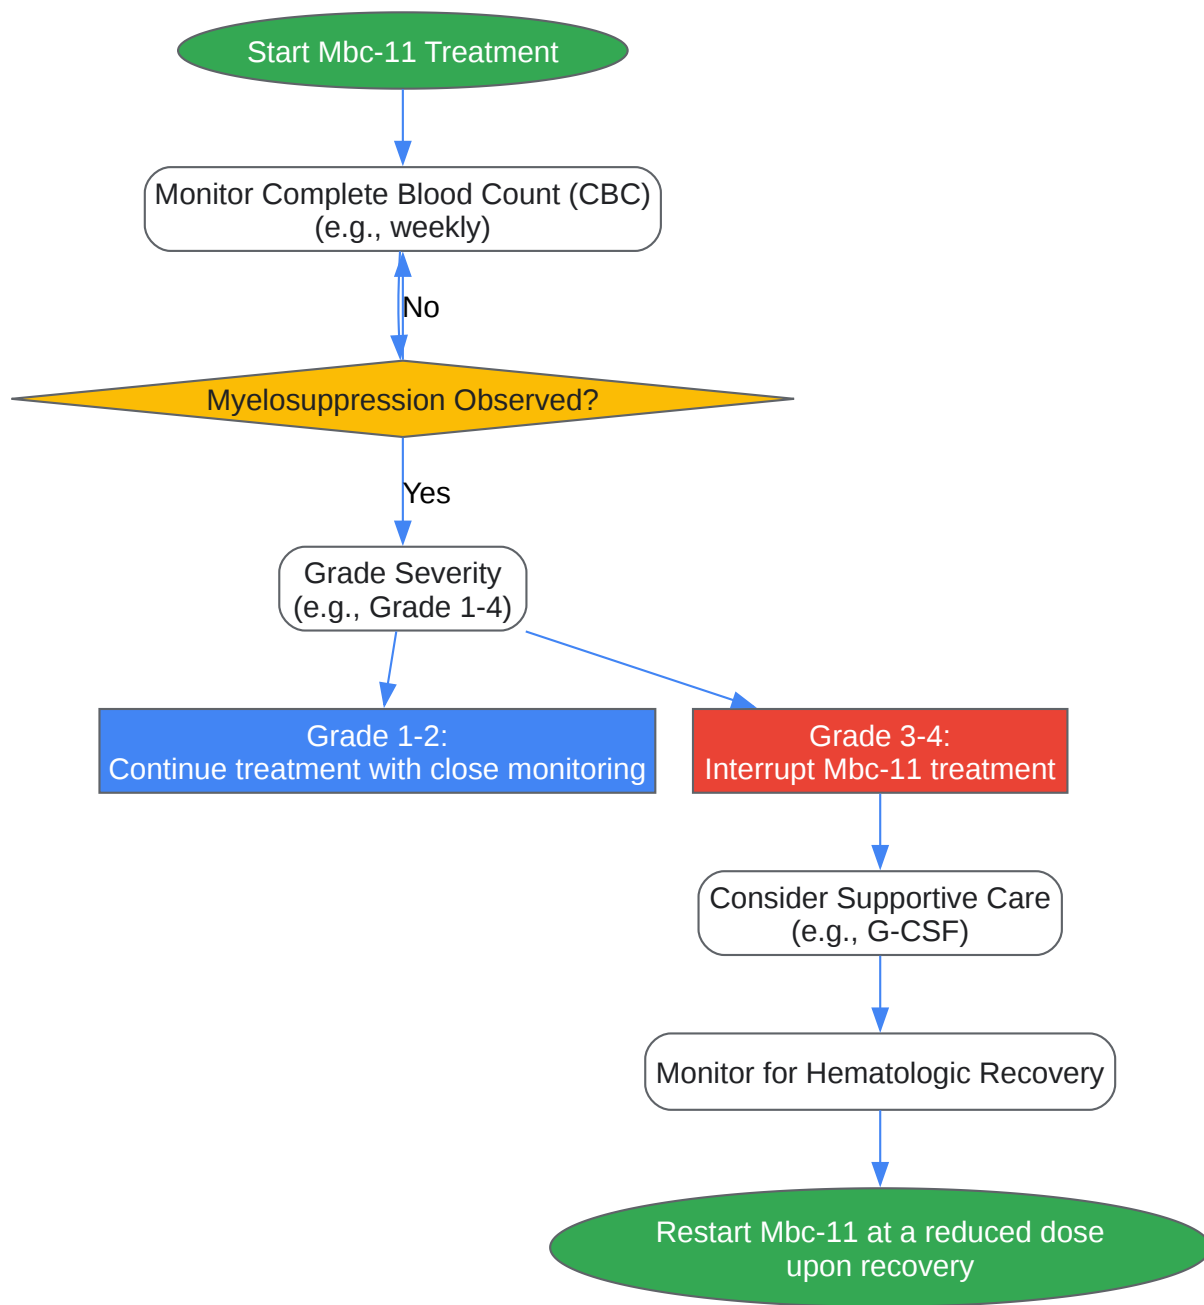 Start Mbc-11 Treatment
Monitor Complete Blood Count (CBC)
(e.g., weekly)
No
Myelosuppression Observed?
Yes
Grade Severity
(e.g., Grade 1-4)
Grade 1-2:
Continue treatment with close monitoring
Grade 3-4:
Interrupt Mbc-11 treatment
Consider Supportive Care
(e.g., G-CSF)
Monitor for Hematologic Recovery
Restart Mbc-11 at a reduced dose
upon recovery